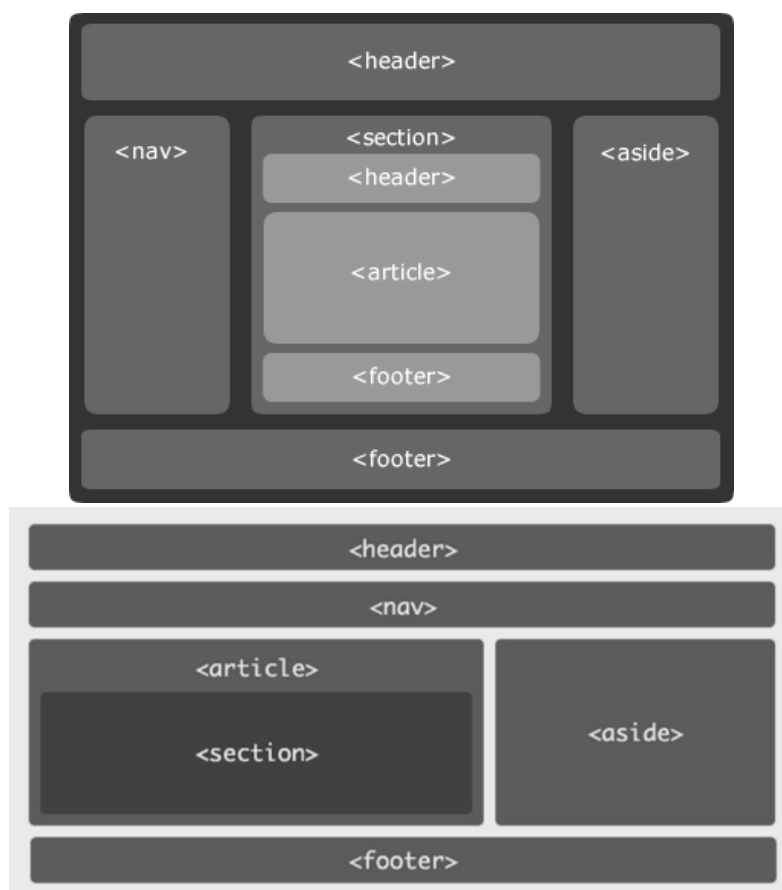 <header>
<nav>
<section>
<aside>
<header>
<article>
<footer>
<footer>
<header>
<nav>
<article>
<section>
<aside>
<footer>